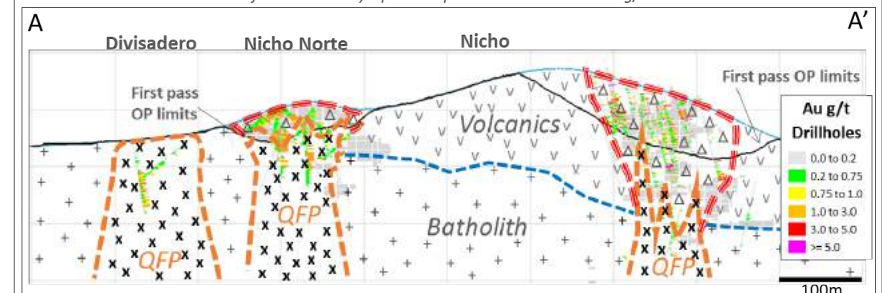 A
A'
Divisadero
Nicho Norte
Nicho
First pass
OP limits
First pass OP limits
Volcanics
Batholith
QFP
QFP
QFP
Au g/t
Drillholes
0.0 to 0.2
0.2 to 0.75
0.75 to 1.0
1.0 to 3.0
3.0 to 5.0
>= 5.0
100m